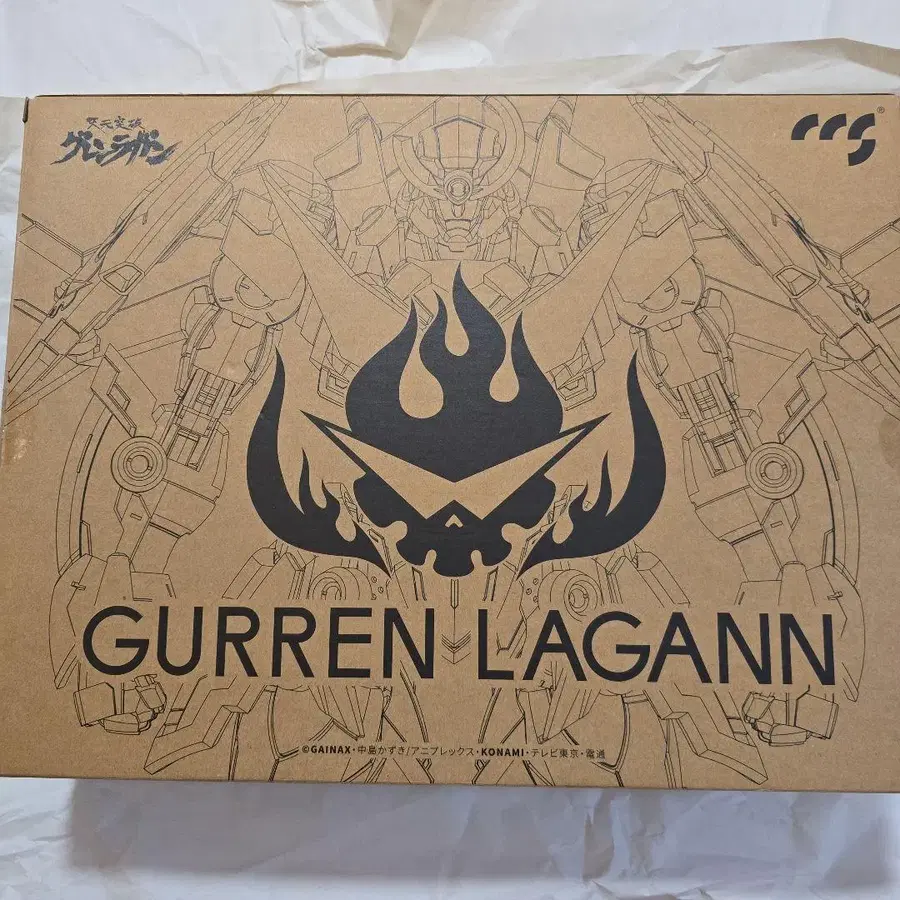 天元突破
グレンラガン
ccs®
GURREN LAGANN
©GAINAX・中島かずき/アニプレックス・KONAMI・テレビ東京・電通